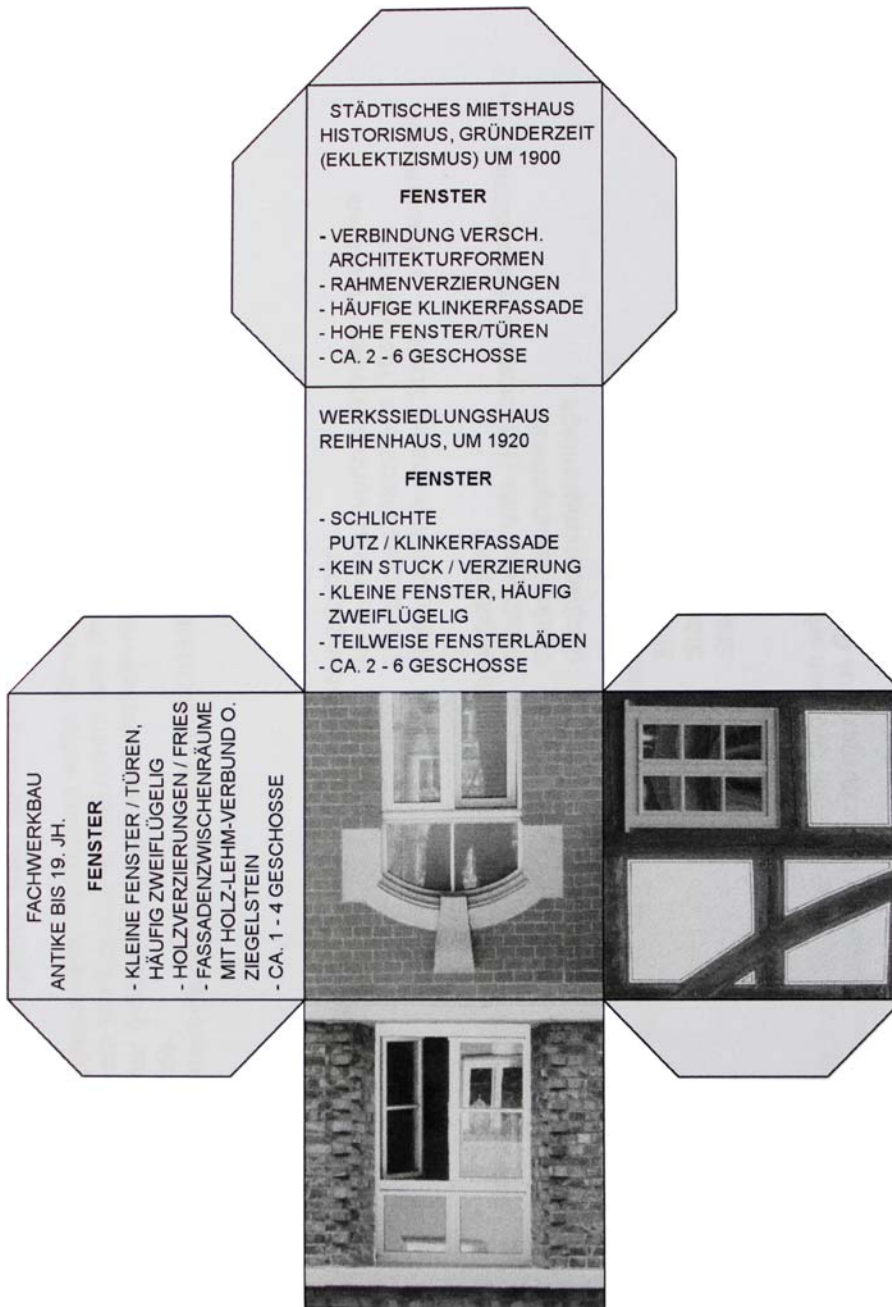 STÄDTISCHES MIETSHAUS
HISTORISMUS, GRÜNDERZEIT
(EKLEKTIZISMUS) UM 1900
FENSTER
- VERBINDUNG VERSCH.
ARCHITEKTURFORMEN
- RAHMENVERZIERUNGEN
- HÄUFIGE KLINKERFASSADE
- HOHE FENSTER/TÜREN
- CA. 2 - 6 GESCHOSSE
WERKSSIEDLUNGSHAUS
REIHENHAUS, UM 1920
FENSTER
- SCHLICHTE
PUTZ / KLINKERFASSADE
- KEIN STUCK / VERZIERUNG
- KLEINE FENSTER, HÄUFIG
ZWEIFLÜGELIG
- TEILWEISE FENSTERLÄDEN
- CA. 2 - 6 GESCHOSSE
FACHWERKBAU
ANTIKE BIS 19. JH.
FENSTER
- KLEINE FENSTER / TÜREN,
HÄUFIG ZWEIFLÜGELIG
- HOLZVERZIERUNGEN / FRIES
- FASSADENZWISCHENRÄUME
MIT HOLZ-LEHM-VERBUND O.
ZIEGELSTEIN
- CA. 1 - 4 GESCHOSSE